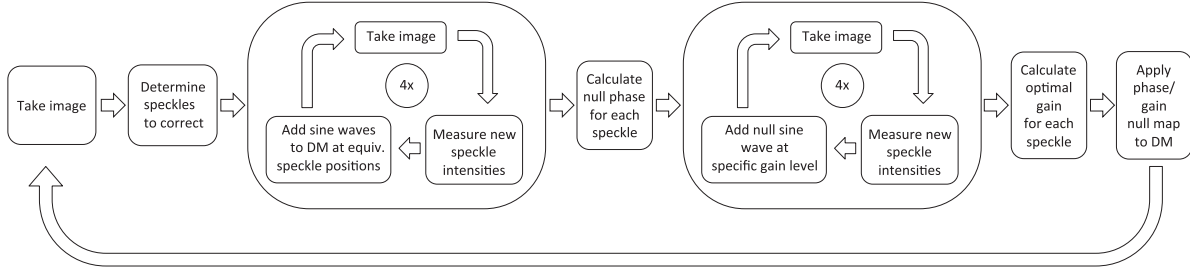 Take image
Determine
speckles
to correct
Take image
4x
Add sine waves
to DM at equiv.
speckle positions
Measure new
speckle
intensities
Calculate
null phase
for each
speckle
Take image
4x
Add null sine
wave at
specific gain level
Measure new
speckle
intensities
Calculate
optimal
gain
for each
speckle
Apply
phase/
gain
null map
to DM